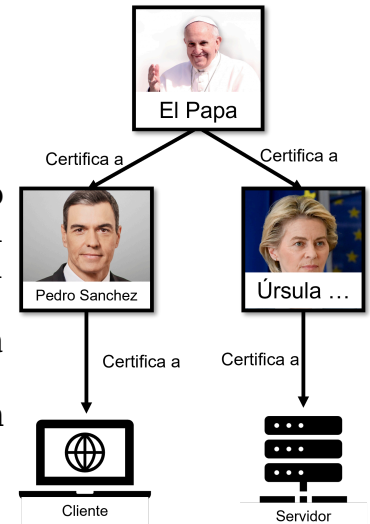 El Papa
Certifica a
Certifica a
Pedro Sanchez
Úrsula ...
Certifica a
Certifica a
Cliente
Servidor